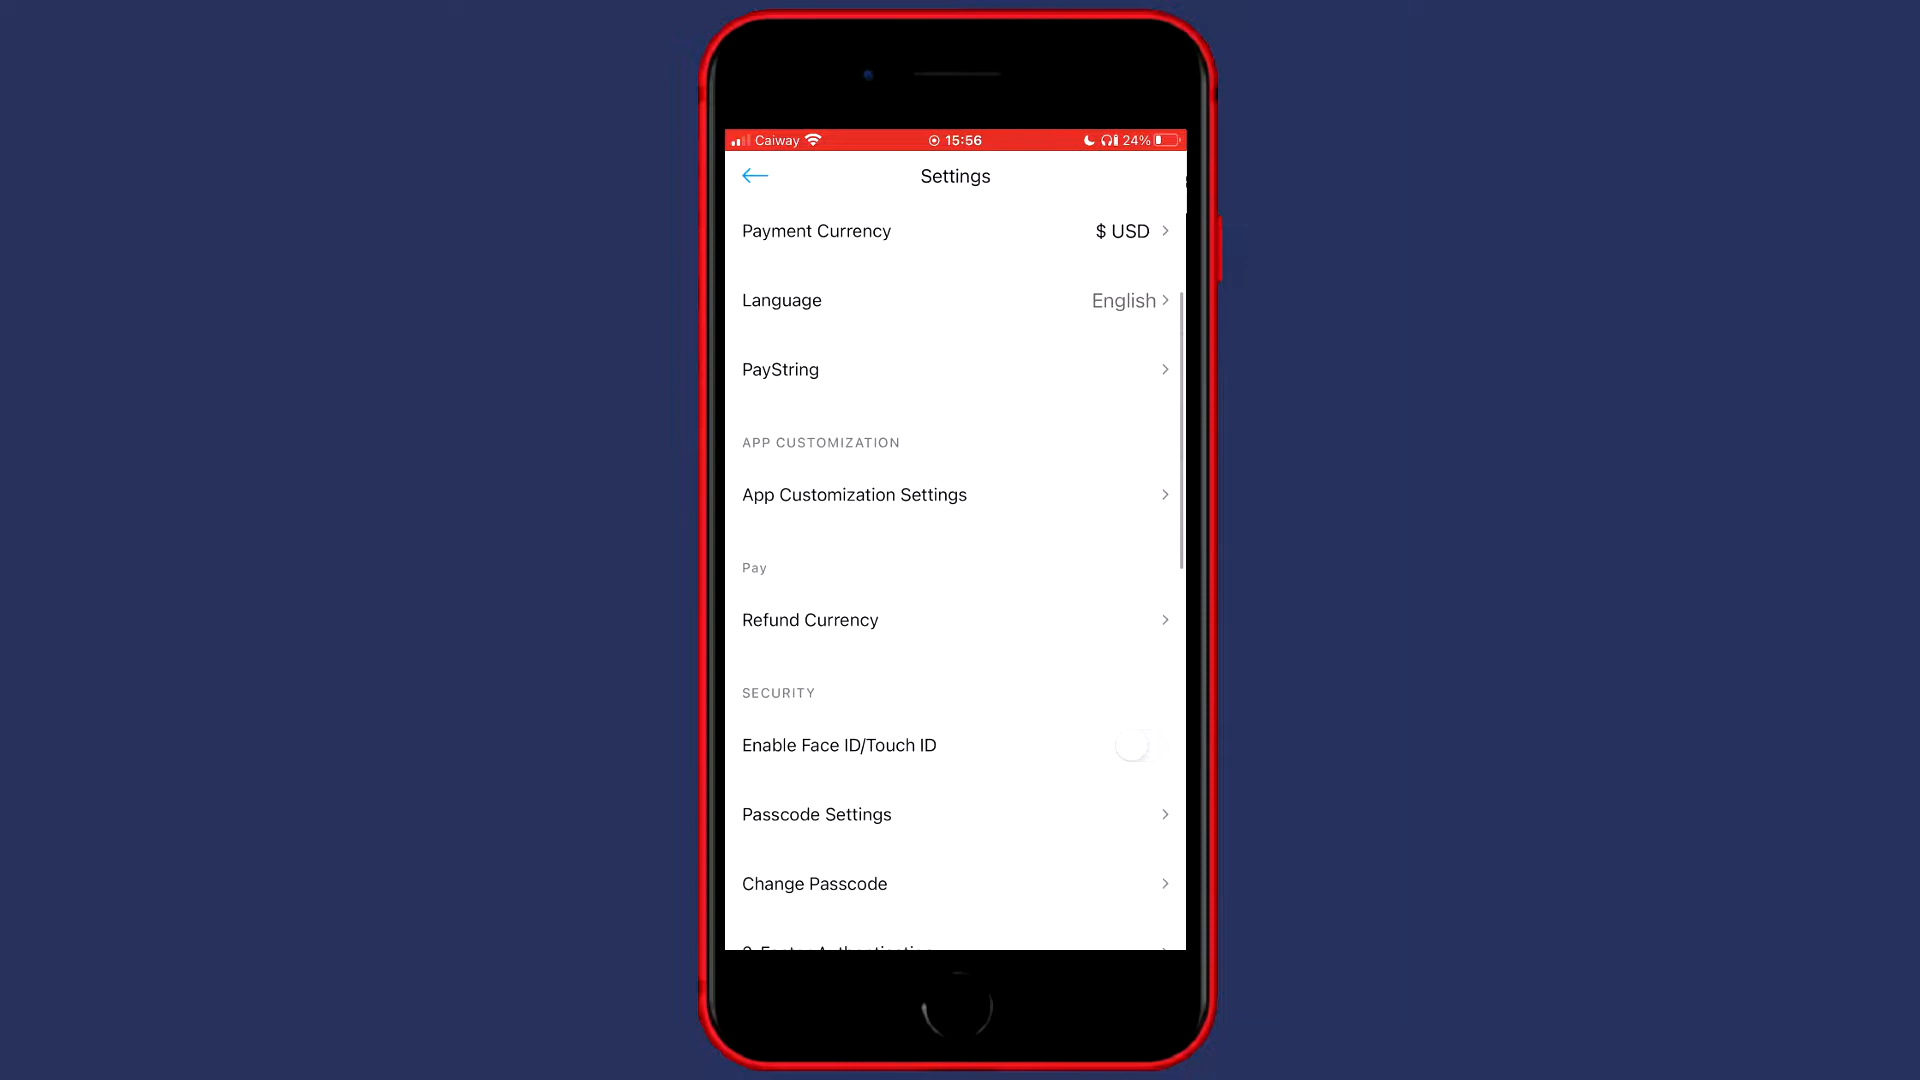 Caiway 15:56 24%
Settings
Payment Currency $ USD
Language English
PayString
APP CUSTOMIZATION
App Customization Settings
Pay
Refund Currency
SECURITY
Enable Face ID/Touch ID
Passcode Settings
Change Passcode